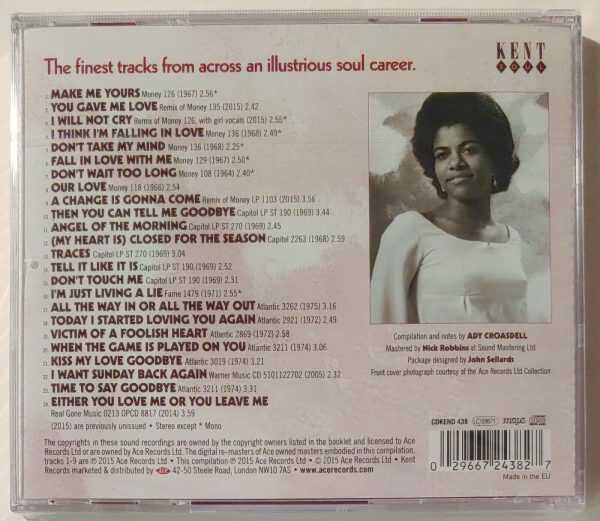 The finest tracks from across an illustrious soul career.
KENT
SOUL
1. MAKE ME YOURS Money 126 (1967) 2.56*
2. YOU GAVE ME LOVE Remix of Money 135 (2015) 2.42
3. I WILL NOT CRY Remix of Money 126, with girl vocals (2015) 2.55*
4. I THINK I'M FALLING IN LOVE Money 136 (1968) 2.49*
5. DON'T TAKE MY MIND Money 136 (1968) 2.25*
6. FALL IN LOVE WITH ME Money 129 (1967) 2.50*
7. DON'T WAIT TOO LONG Money 108 (1964) 2.40*
8. OUR LOVE Money 118 (1966) 2.54
9. A CHANGE IS GONNA COME Remix of Money LP 1103 (2015) 3.56
10. THEN YOU CAN TELL ME GOODBYE Capitol LP ST 190 (1969) 3.44
11. ANGEL OF THE MORNING Capitol LP ST 270 (1969) 2.45
12. (MY HEART IS) CLOSED FOR THE SEASON Capitol 2263 (1968) 2.59
13. TRACES Capitol LP ST 270 (1969) 3.04
14. TELL IT LIKE IT IS Capitol LP ST 190 (1969) 2.52
15. DON'T TOUCH ME Capitol LP ST 190 (1969) 2.31
16. I'M JUST LIVING A LIE Fame 1479 (1971) 2.55*
17. ALL THE WAY IN OR ALL THE WAY OUT Atlantic 3262 (1975) 3.16
18. TODAY I STARTED LOVING YOU AGAIN Atlantic 2921 (1972) 2.49
19. VICTIM OF A FOOLISH HEART Atlantic 2869 (1972) 2.58
20. WHEN THE GAME IS PLAYED ON YOU Atlantic 3211 (1974) 3.06
21. KISS MY LOVE GOODBYE Atlantic 3019 (1974) 3.21
22. I WANT SUNDAY BACK AGAIN Warner Music CD 5101122702 (2005) 2.32
23. TIME TO SAY GOODBYE Atlantic 3211 (1974) 3.31
24. EITHER YOU LOVE ME OR YOU LEAVE ME
Real Gone Music 0213 OPCD 8817 (2014) 3.59
(2015) are previously unissued • Stereo except * Mono
Compilation and notes by ADY CROASDELL
Mastered by Nick Robbins at Sound Mastering Ltd
Package designed by John Sellards
Front cover photograph courtesy of the Ace Records Ltd Collection
The copyrights in these sound recordings are owned by the copyright owners listed in the booklet and licensed to Ace
Records Ltd or are owned by Ace Records Ltd. The digital re-masters of Ace owned masters embodied in this compilation,
tracks 1-9 are ℗ 2015 Ace Records Ltd • This compilation ℗ 2015 Ace Records Ltd • © 2015 Ace Records Ltd • Kent
Records marketed & distributed by ACE 42-50 Steele Road, London NW10 7AS • www.acerecords.com
CDKEND 438 LC 09671 mcps
0 29667 24382 7
Made in the EU